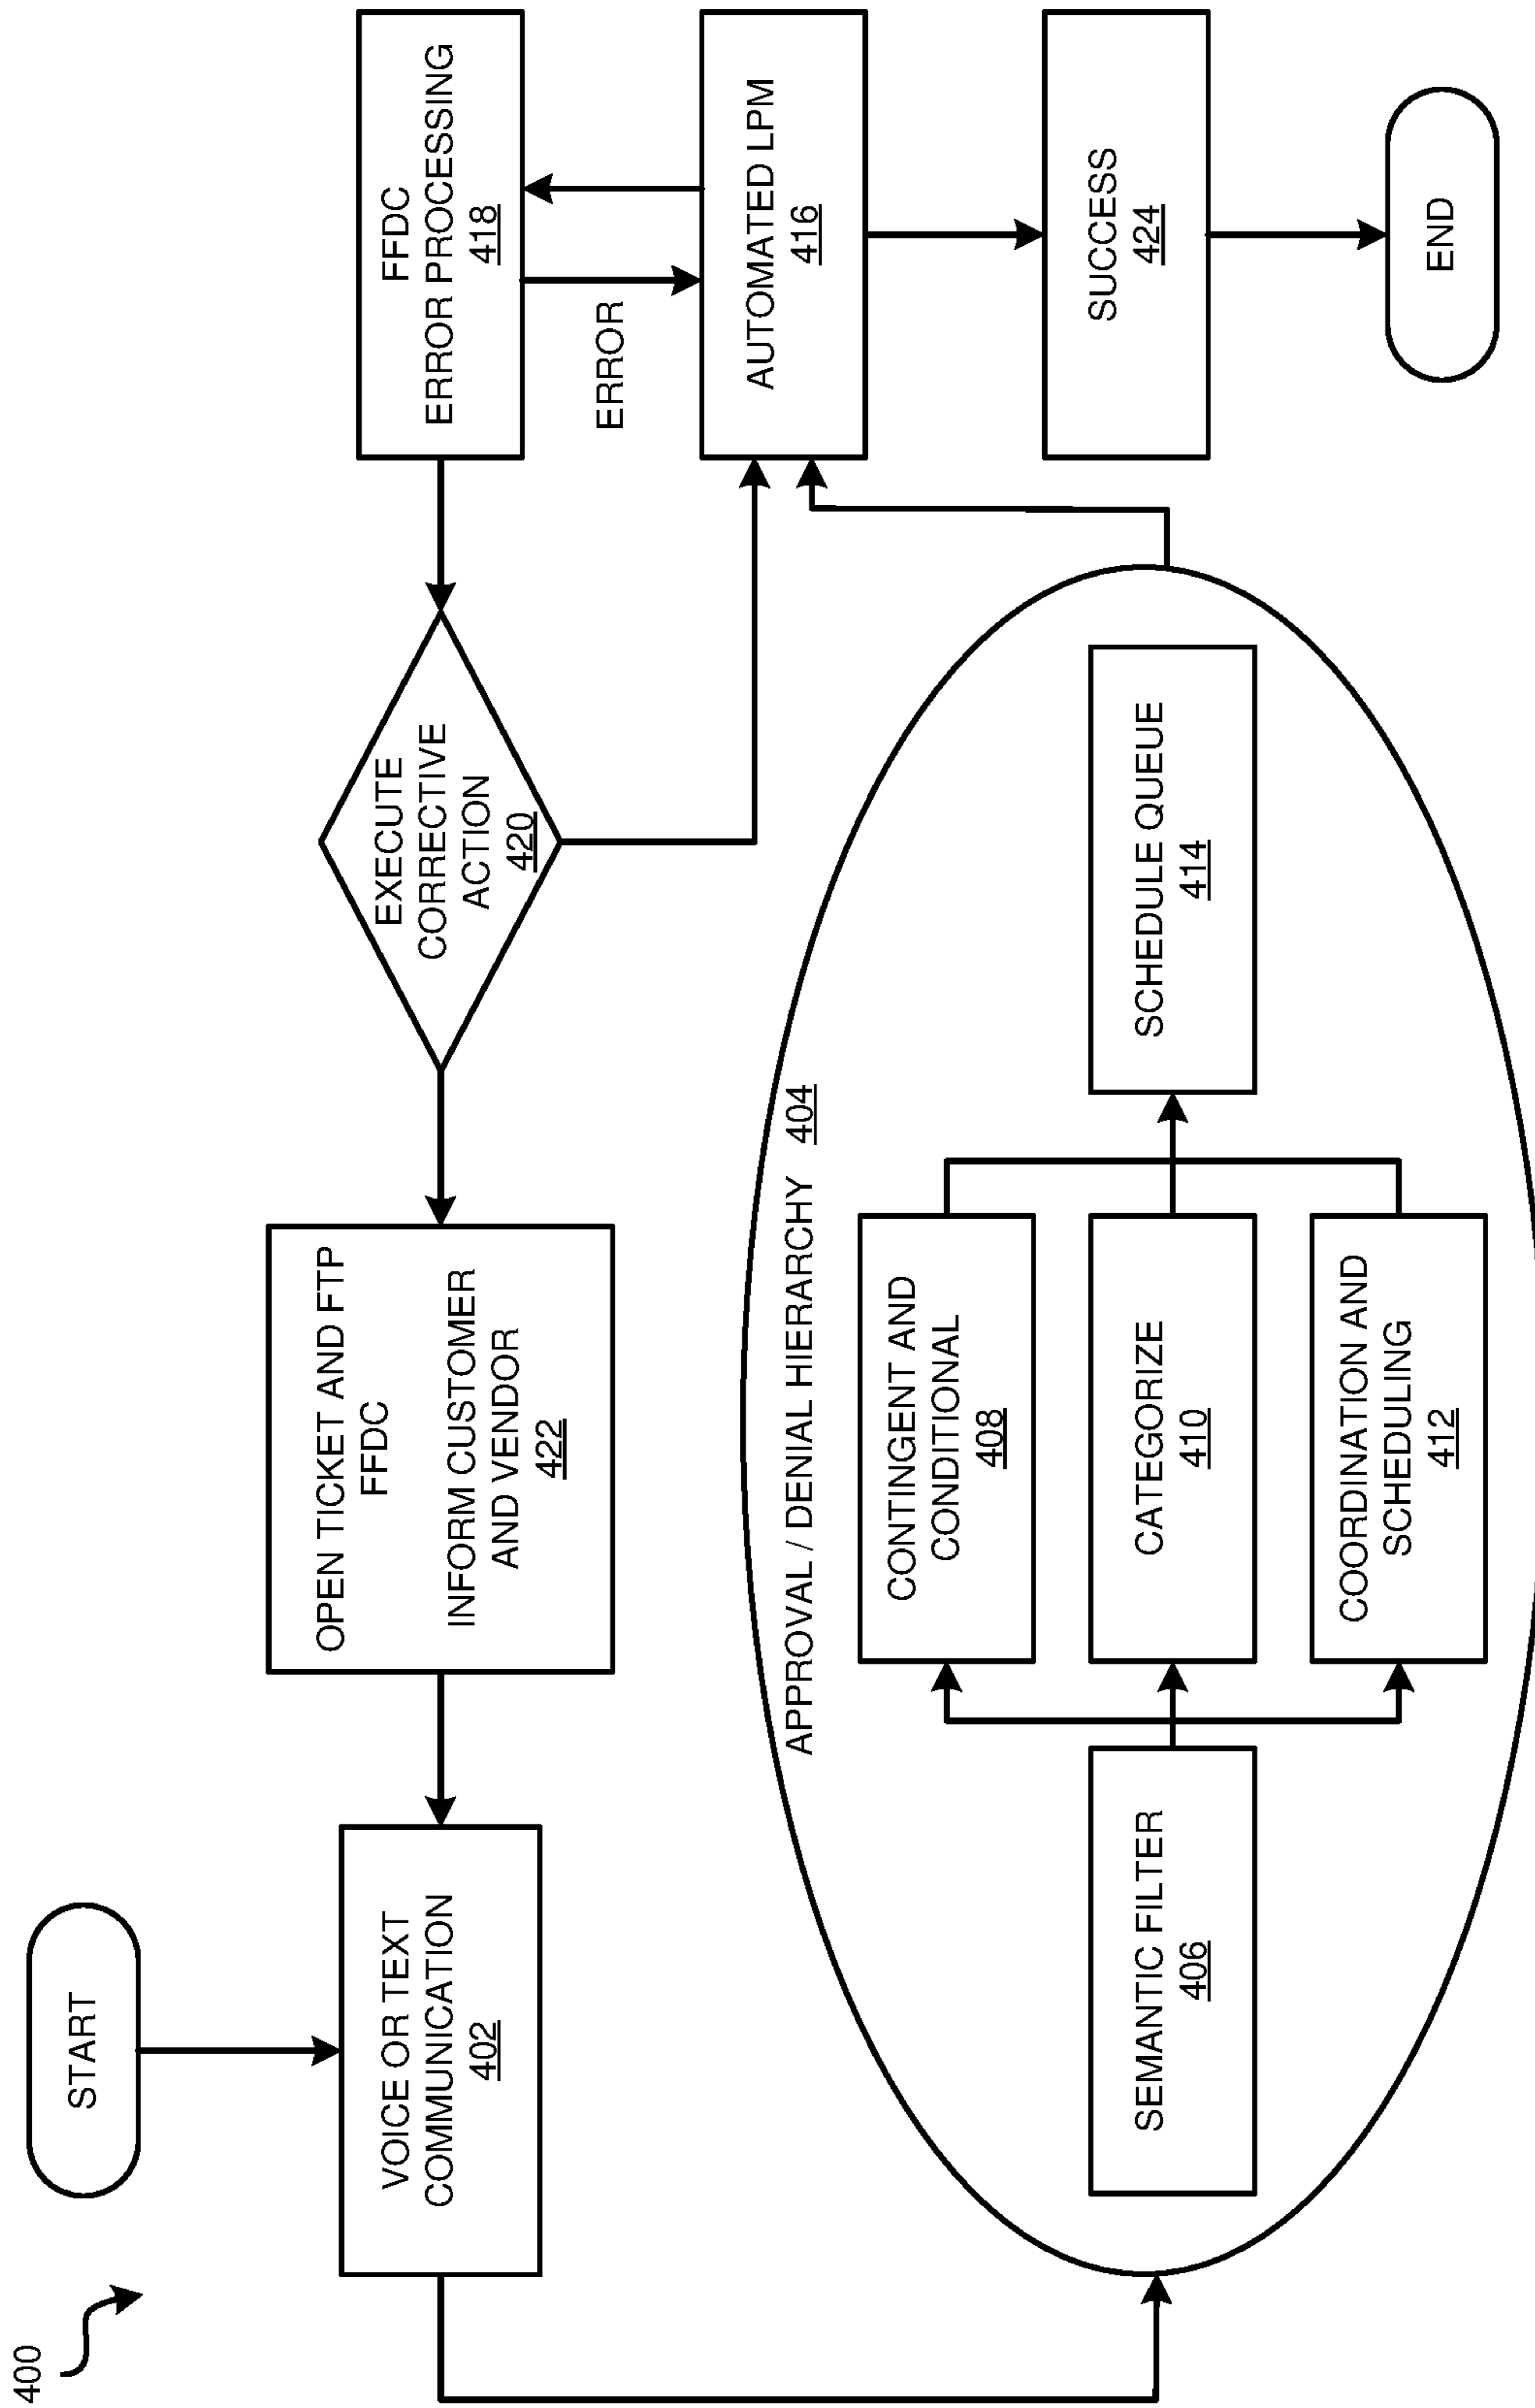 400
START
VOICE OR TEXT
COMMUNICATION
402
OPEN TICKET AND FTP
FFDC
INFORM CUSTOMER
AND VENDOR
422
EXECUTE
CORRECTIVE
ACTION
420
FFDC
ERROR PROCESSING
418
ERROR
AUTOMATED LPM
416
SUCCESS
424
END
APPROVAL / DENIAL HIERARCHY 404
SEMANTIC FILTER
406
CONTINGENT AND
CONDITIONAL
408
CATEGORIZE
410
COORDINATION AND
SCHEDULING
412
SCHEDULE QUEUE
414